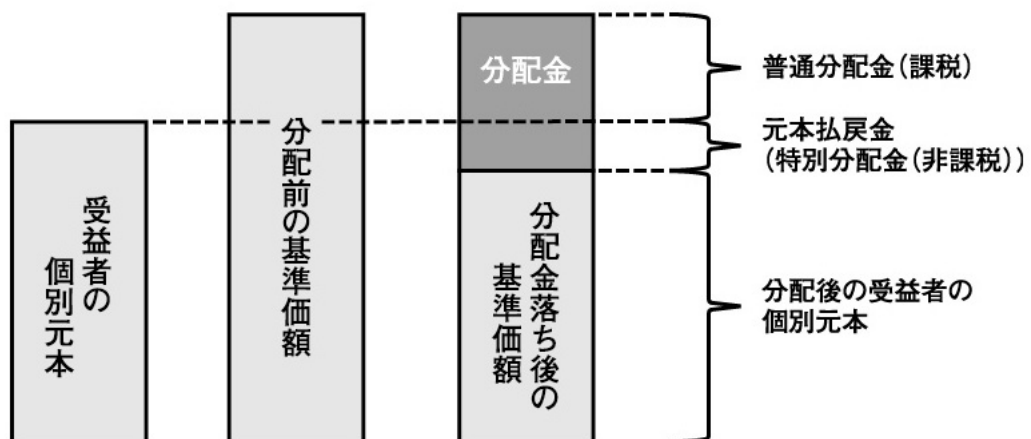 受益者の
個別元本
分配前の基準価額
分配金
分配金落ち後の
基準価額
普通分配金(課税)
元本払戻金
(特別分配金(非課税))
分配後の受益者の
個別元本